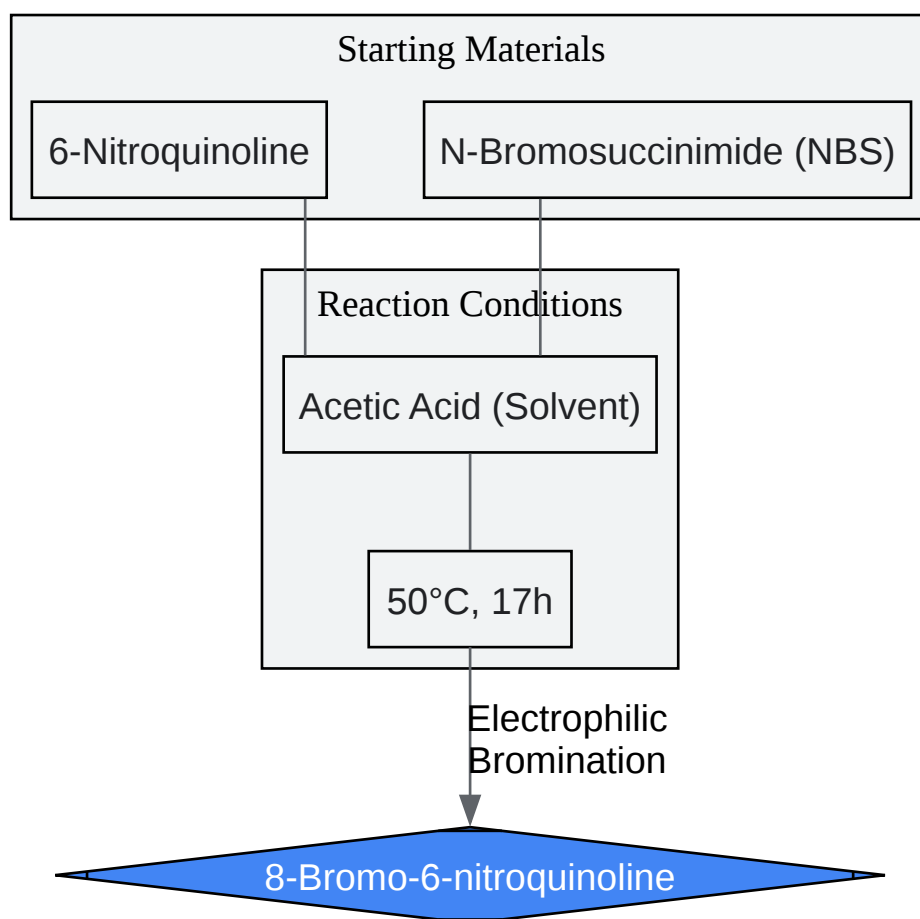 Starting Materials
6-Nitroquinoline
N-Bromosuccinimide (NBS)
Reaction Conditions
Acetic Acid (Solvent)
50°C, 17h
Electrophilic
Bromination
8-Bromo-6-nitroquinoline